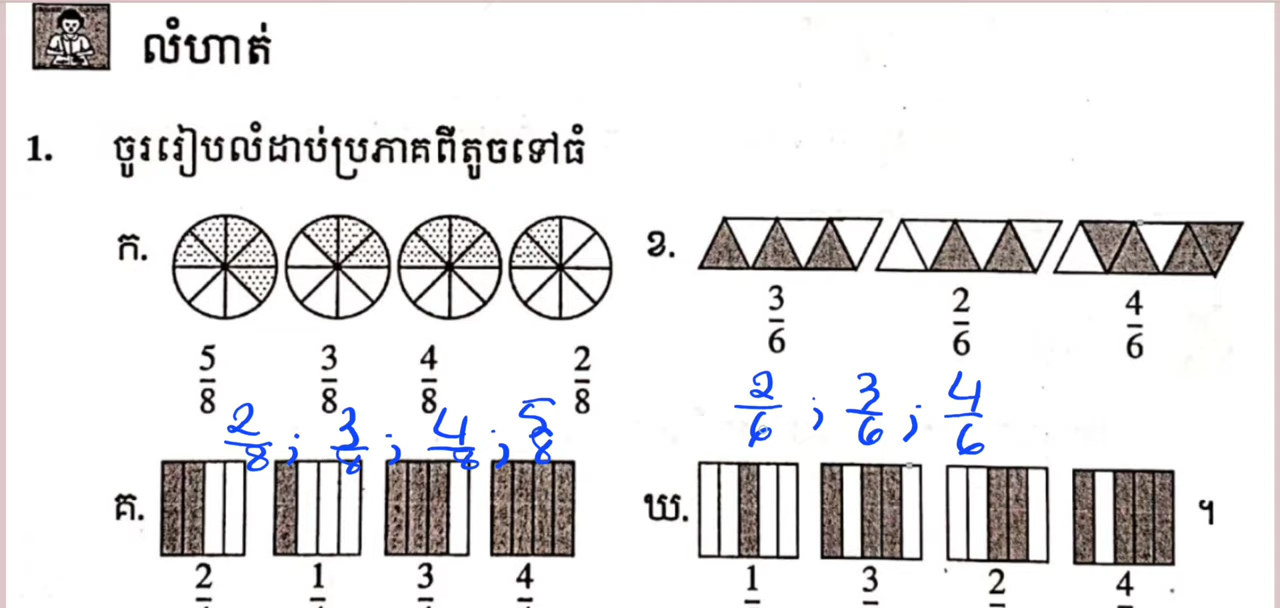 លំហាត់
1. ចូររៀបលំដាប់ប្រភាគពីតូចទៅធំ
ក. 5/8 3/8 4/8 2/8
2/8 ; 3/8 ; 4/8 ; 5/8
ខ. 3/6 2/6 4/6
2/6 ; 3/6 ; 4/6
គ. 2 1 3 4
ឃ. 1 3 2 4 ។